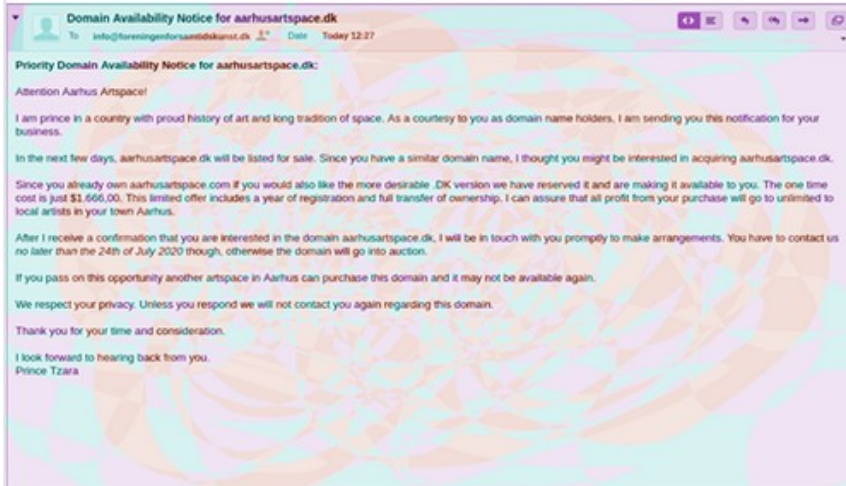 Domain Availability Notice for aarhusartspace.dk
To info@foreningenforsamtidskunst.dk Date Today 12:27
Priority Domain Availability Notice for aarhusartspace.dk:
Attention Aarhus Artspace!
I am prince in a country with proud history of art and long tradition of space. As a courtesy to you as domain name holders, I am sending you this notification for your
business.
In the next few days, aarhusartspace.dk will be listed for sale. Since you have a similar domain name, I thought you might be interested in acquiring aarhusartspace.dk.
Since you already own aarhusartspace.com if you would also like the more desirable .DK version we have reserved it and are making it available to you. The one time
cost is just $1.666,00. This limited offer includes a year of registration and full transfer of ownership. I can assure that all profit from your purchase will go to unlimited to
local artists in your town Aarhus.
After I receive a confirmation that you are interested in the domain aarhusartspace.dk, I will be in touch with you promptly to make arrangements. You have to contact us
no later than the 24th of July 2020 though, otherwise the domain will go into auction.
If you pass on this opportunity another artspace in Aarhus can purchase this domain and it may not be available again.
We respect your privacy. Unless you respond we will not contact you again regarding this domain.
Thank you for your time and consideration.
I look forward to hearing back from you.
Prince Tzara